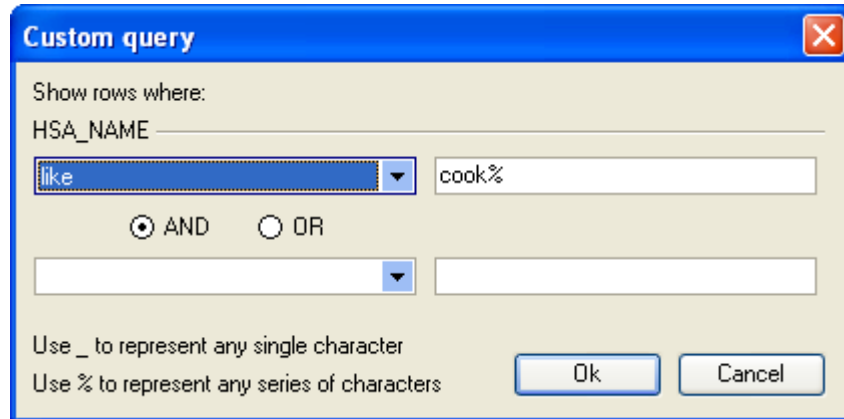 Custom query
Show rows where:
HSA_NAME
like cook%
AND OR
Use _ to represent any single character
Use % to represent any series of characters
Ok Cancel